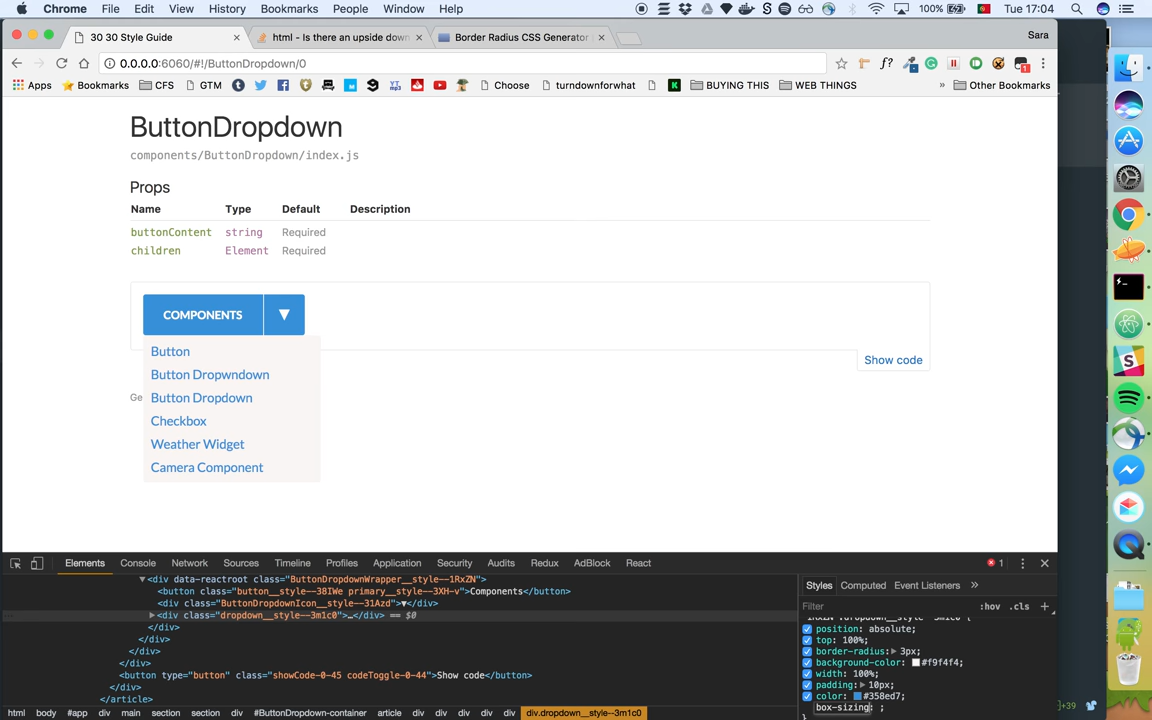 Chrome File Edit View History Bookmarks People Window Help 100% Tue 17:04
30 30 Style Guide × html - Is there an upside down × Border Radius CSS Generator × Sara
0.0.0.0:6060/#!/ButtonDropdown/0 f?
Apps Bookmarks CFS GTM Choose turndownforwhat BUYING THIS WEB THINGS » Other Bookmarks
ButtonDropdown
components/ButtonDropdown/index.js
Props
Name Type Default Description
buttonContent string Required
children Element Required
COMPONENTS ▼
Button
Show code
Button Dropwndown
Button Dropdown
Ge
Checkbox
Weather Widget
Camera Component
Elements Console Network Sources Timeline Profiles Application Security Audits Redux AdBlock React 1
▼<div data-reactroot class="ButtonDropdownWrapper__style--1RxZN">
<button class="button__style--38IWe primary__style--3XH-v">Components</button>
<div class="ButtonDropdownIcon__style--31Azd">▼</div>
▶<div class="dropdown__style--3m1c0">…</div> == $0
</div>
</div>
</div>
</div>
<button type="button" class="showCode-0-45 codeToggle-0-44">Show code</button>
</div>
</article>
html body #app div main section section div #ButtonDropdown-container article div div div div div.dropdown__style--3m1c0
Styles Computed Event Listeners »
Filter :hov .cls +
position: absolute;
top: 100%;
border-radius: 3px;
background-color: #f9f4f4;
width: 100%;
padding: 10px;
color: #358ed7;
box-sizing: ;
}
+39